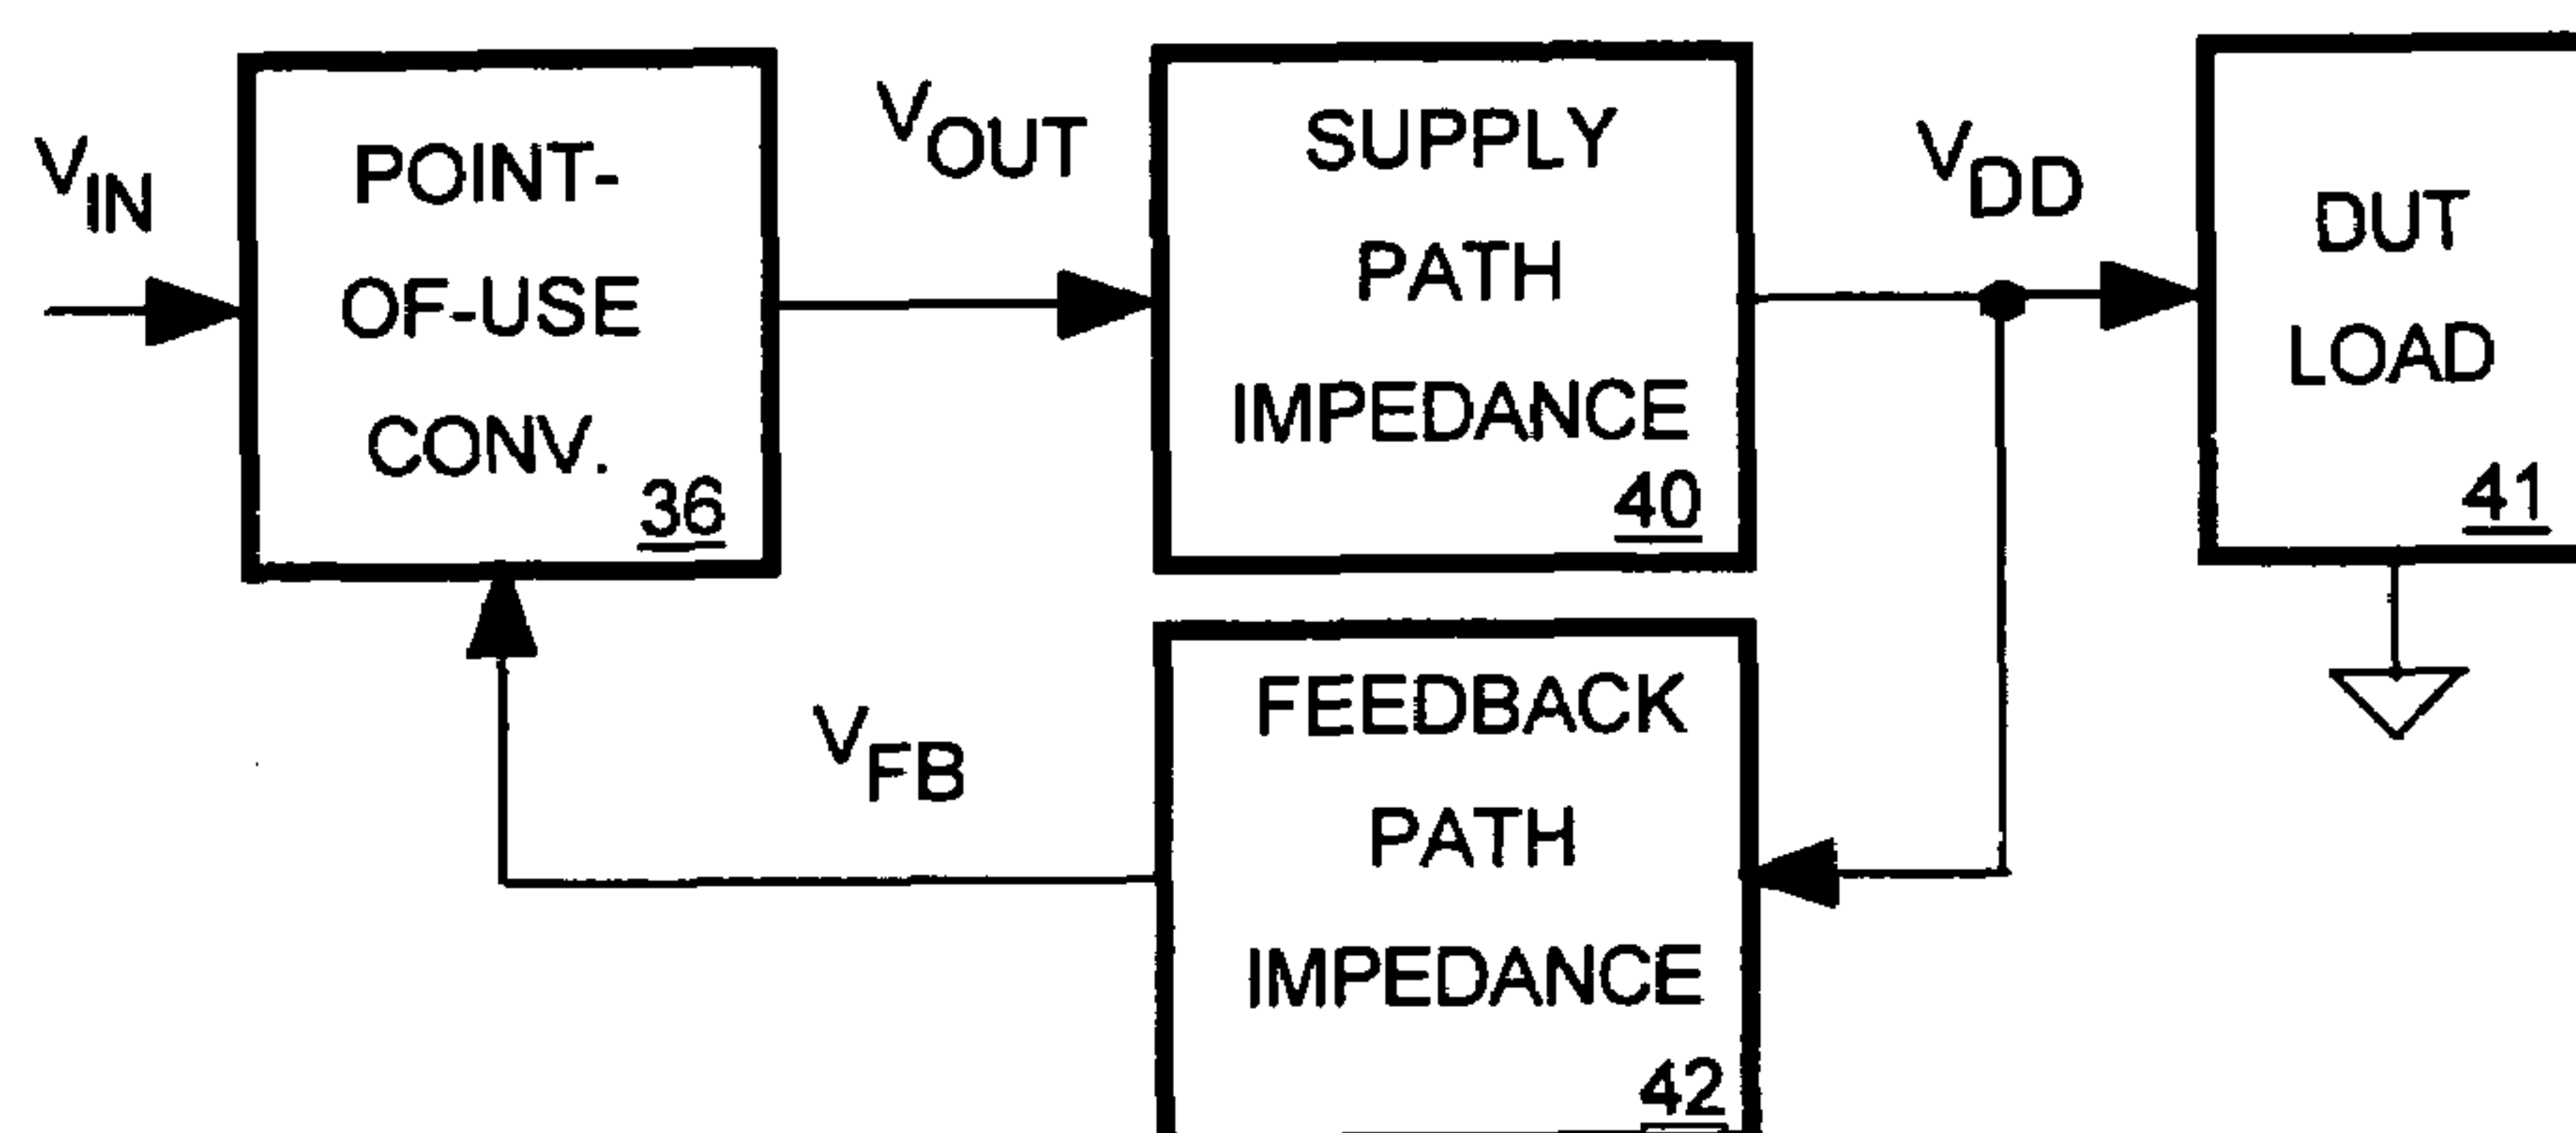 V_IN
POINT-
OF-USE
CONV.
36
V_OUT
SUPPLY
PATH
IMPEDANCE
40
V_DD
DUT
LOAD
41
V_FB
FEEDBACK
PATH
IMPEDANCE
42